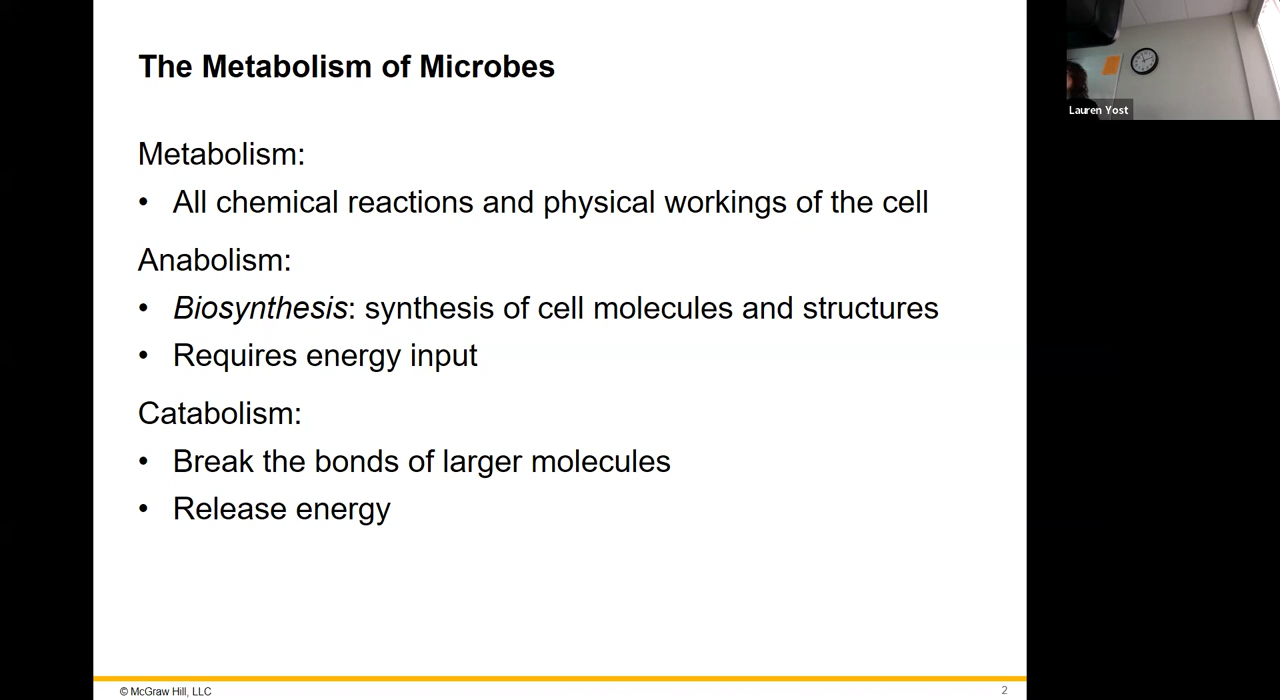 The Metabolism of Microbes
Metabolism:
• All chemical reactions and physical workings of the cell
Anabolism:
• Biosynthesis: synthesis of cell molecules and structures
• Requires energy input
Catabolism:
• Break the bonds of larger molecules
• Release energy
© McGraw Hill, LLC
2
Lauren Yost